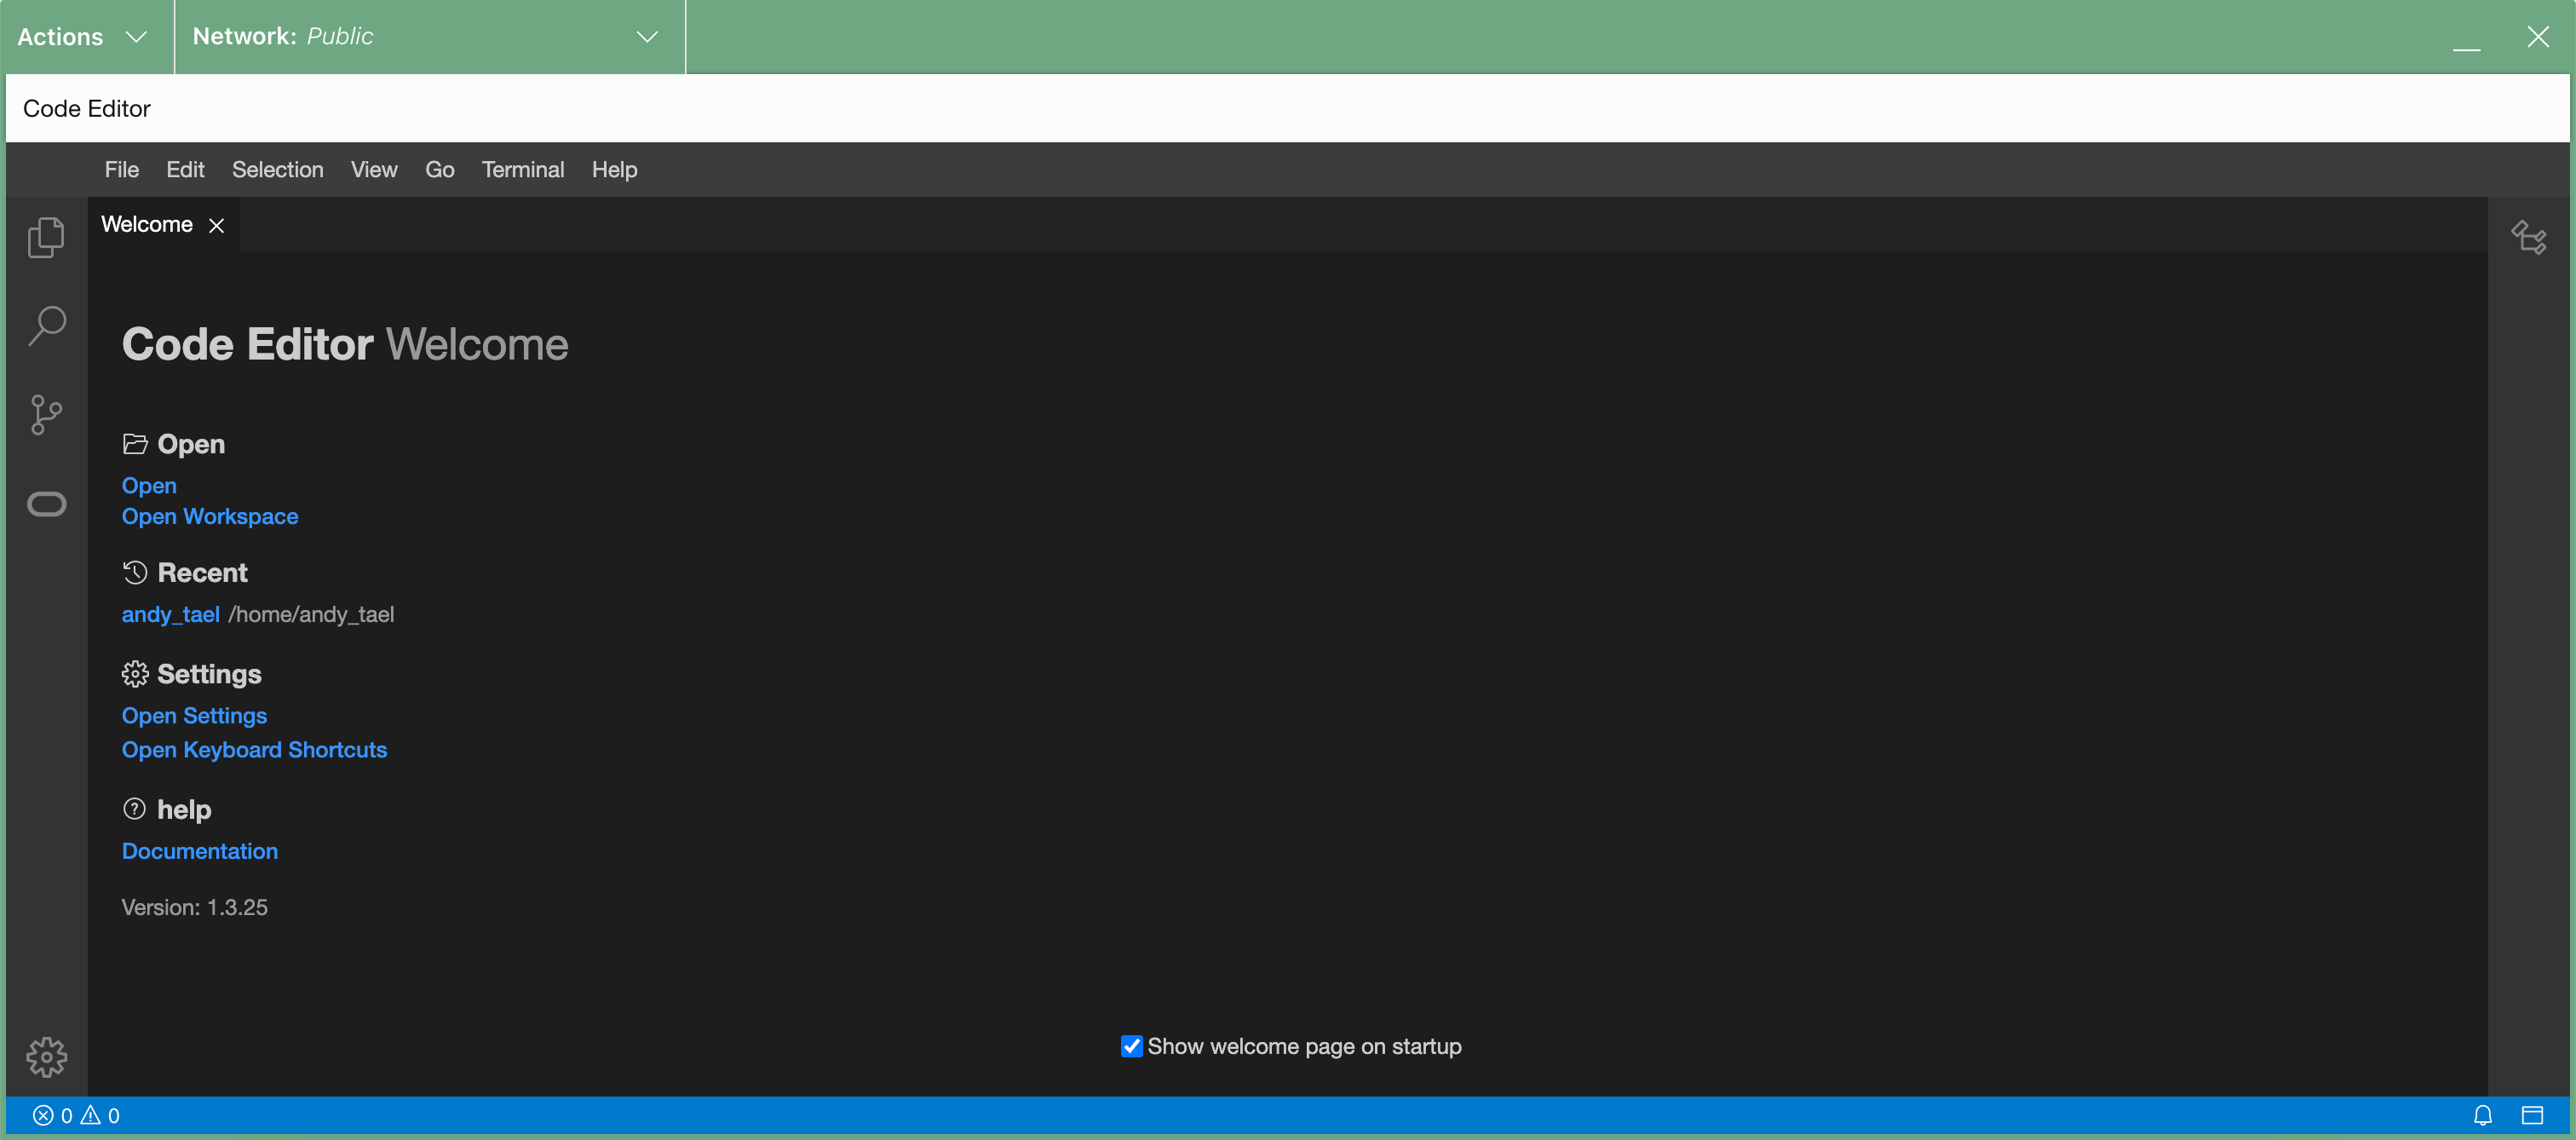 Actions
Network: Public
Code Editor
File Edit Selection View Go Terminal Help
Welcome
Code Editor Welcome
Open
Open
Open Workspace
Recent
andy_tael /home/andy_tael
Settings
Open Settings
Open Keyboard Shortcuts
help
Documentation
Version: 1.3.25
Show welcome page on startup
0 0